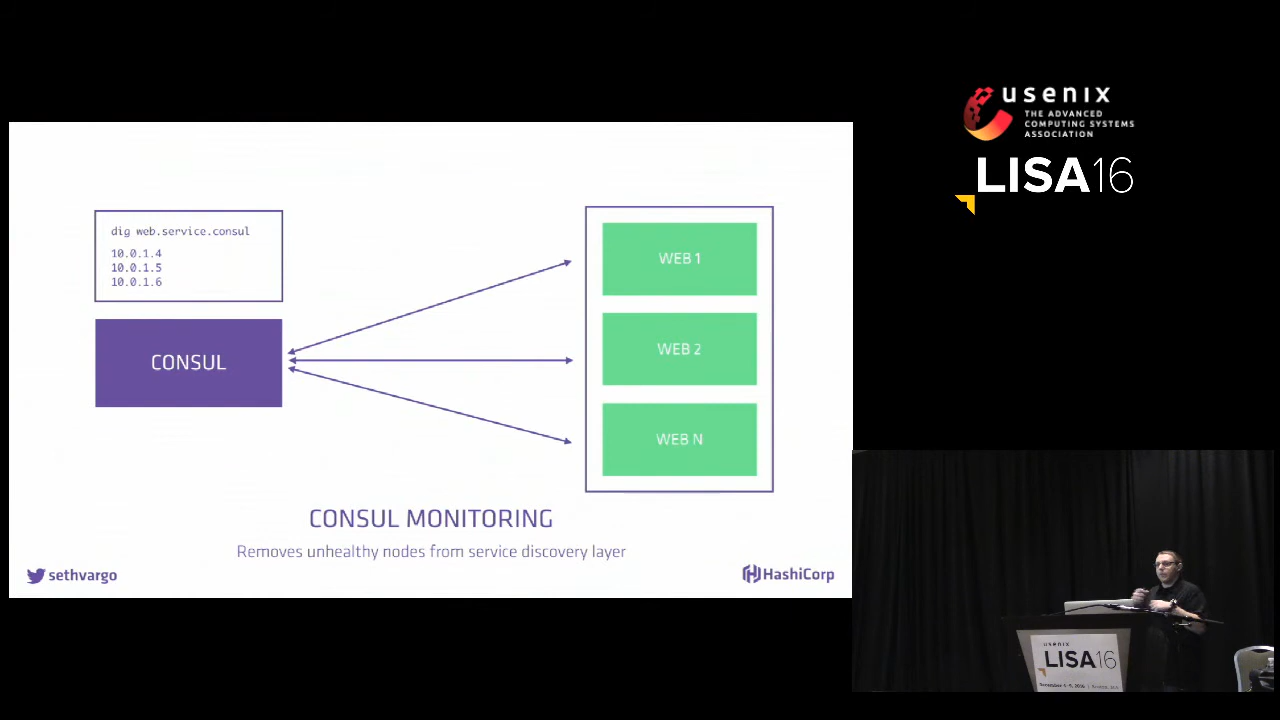 dig web.service.consul
10.0.1.4
10.0.1.5
10.0.1.6
CONSUL
WEB 1
WEB 2
WEB N
CONSUL MONITORING
Removes unhealthy nodes from service discovery layer
sethvargo
HashiCorp
usenix
THE ADVANCED
COMPUTING SYSTEMS
ASSOCIATION
LISA16
usenix
LISA16